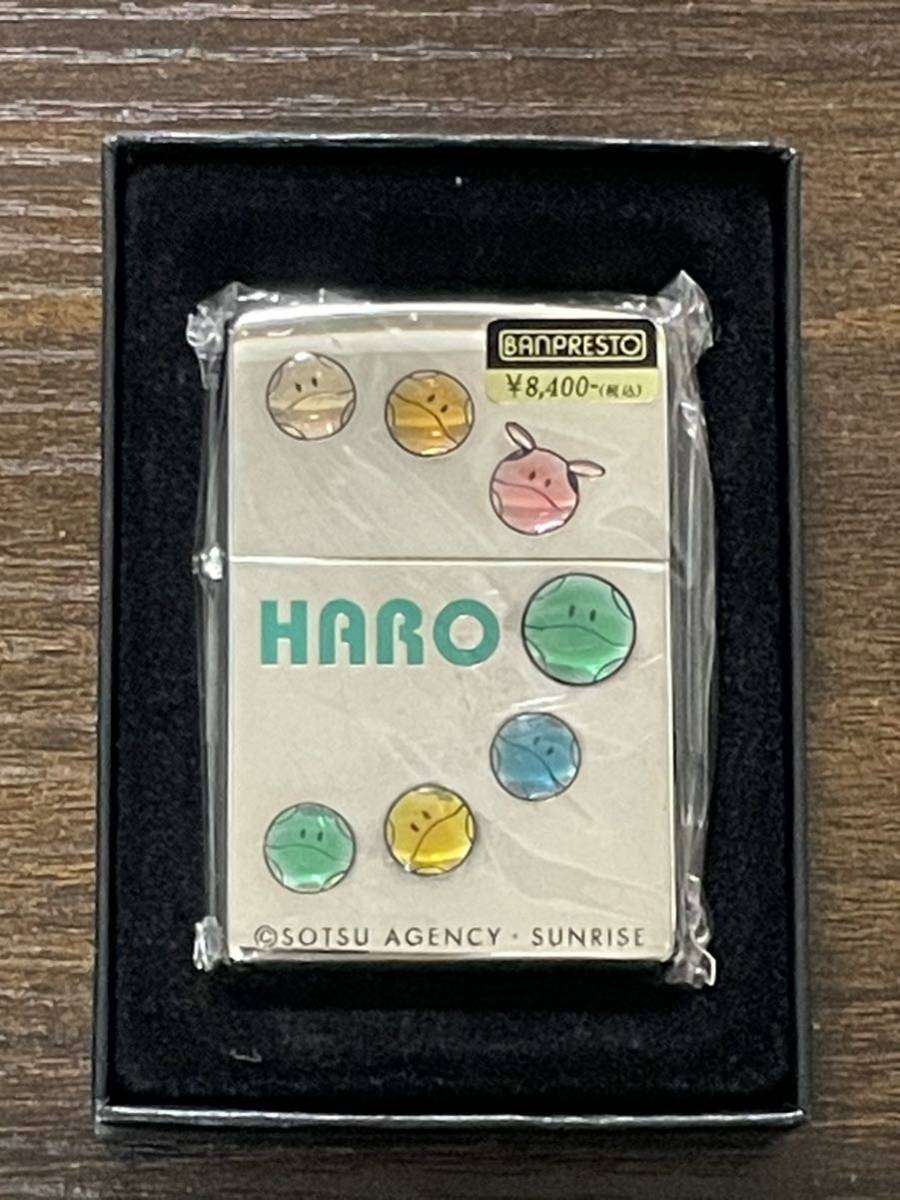 BANPRESTO
¥8,400-(税込)
HARO
©SOTSU AGENCY・SUNRISE